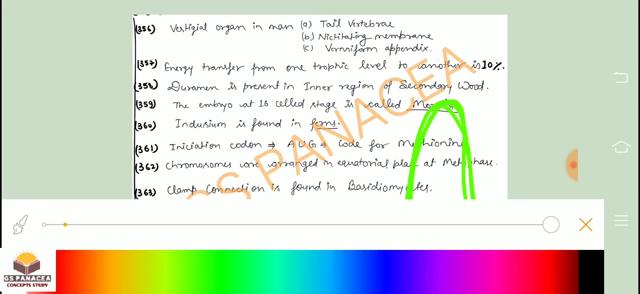 (356) Vertigial organ in man (a) Tail Vertebrae
(b) Nictitating membrane
(c) Vermiform appendix.
(357) Energy transfer from one trophic level to another is 10%
(358) Duramen is present in Inner region of Secondary Wood.
(359) The embryo at 16 celled stage is called
(360) Indusium is found in ferns.
(361) Iniciation codon ⇒ AUG ⇒ Code for Methionine
(362) Chromosomes are arranged in equatorial plate at Metaphase.
(363) Clamp Connection is found in Basidiomycetes.
GS PANACEA
GS PANACEA
CONCEPTS STUDY